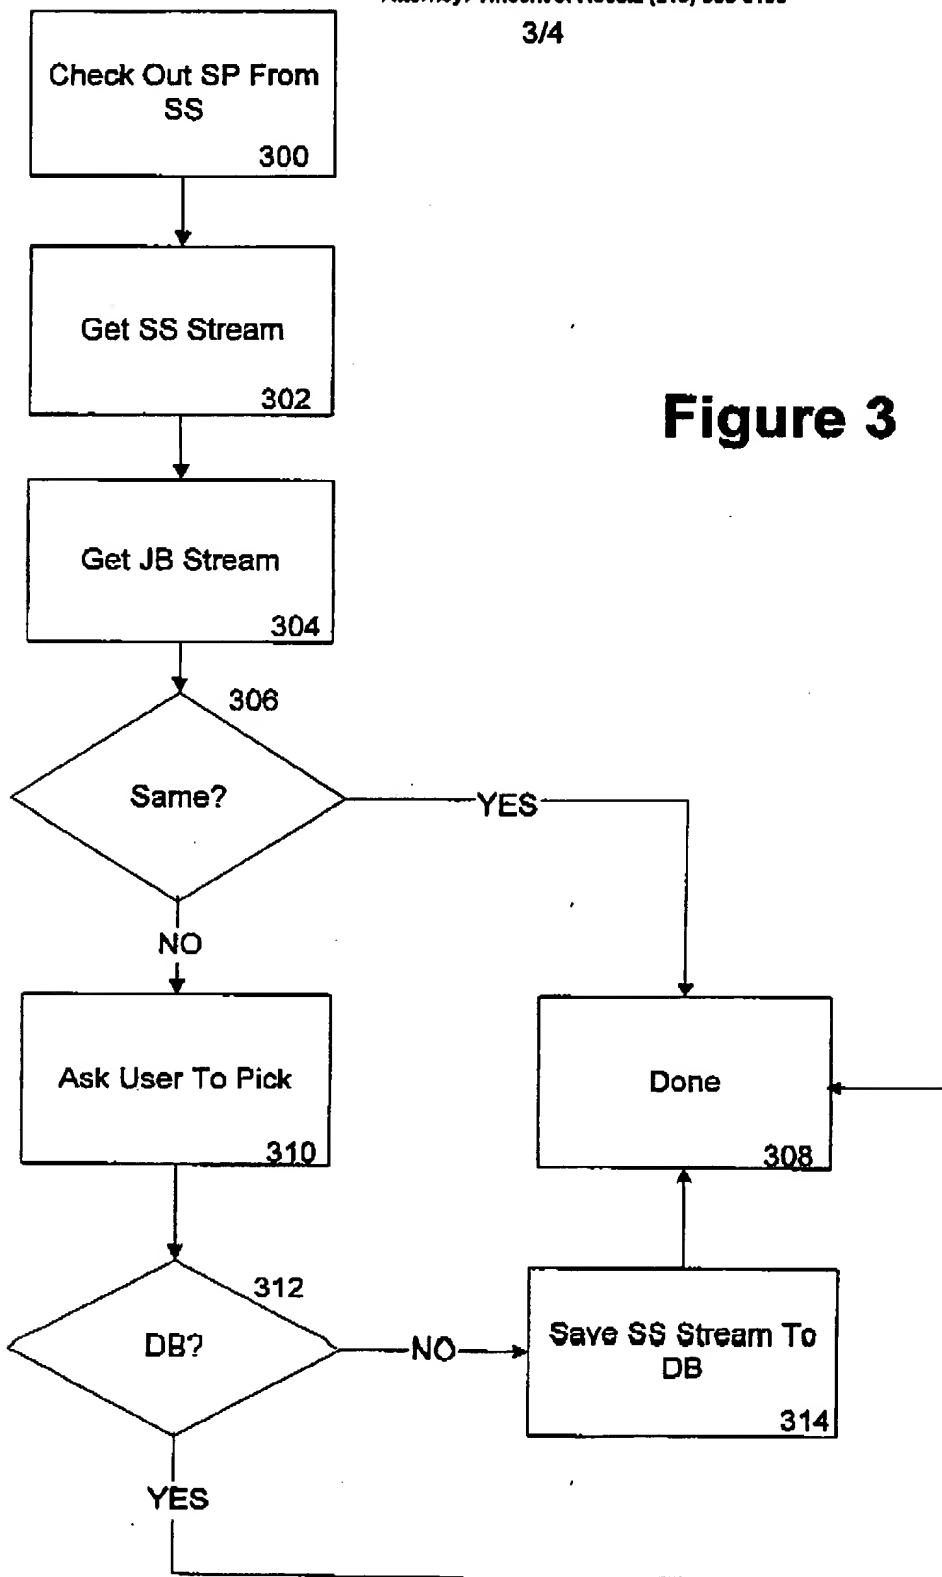 3/4
Check Out SP From
SS
300
Get SS Stream
302
Figure 3
Get JB Stream
304
306
Same?
YES
NO
Ask User To Pick
310
Done
308
312
DB?
NO
Save SS Stream To
DB
314
YES